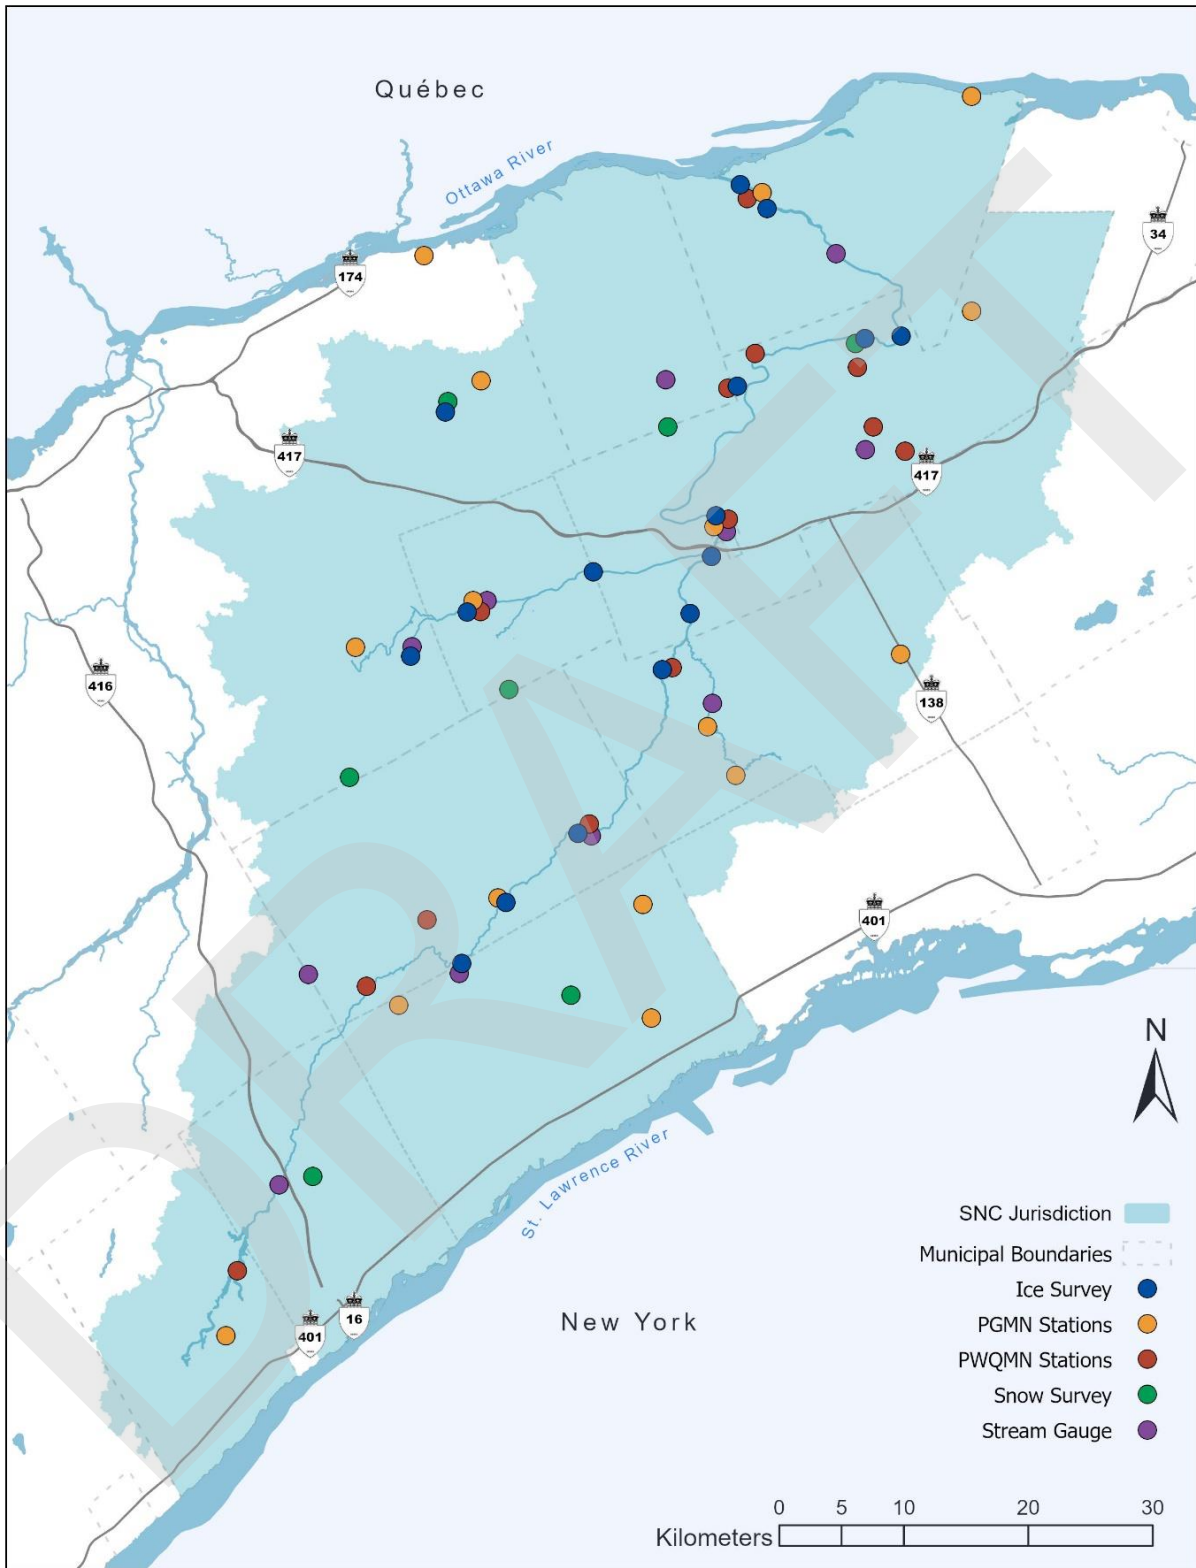 Québec
Ottawa River
34
174
417
417
416
138
401
N
St. Lawrence River
SNC Jurisdiction
Municipal Boundaries
Ice Survey
New York
16
PGMN Stations
401
PWQMN Stations
Snow Survey
Stream Gauge
0 5 10 20 30
Kilometers
DRAFT